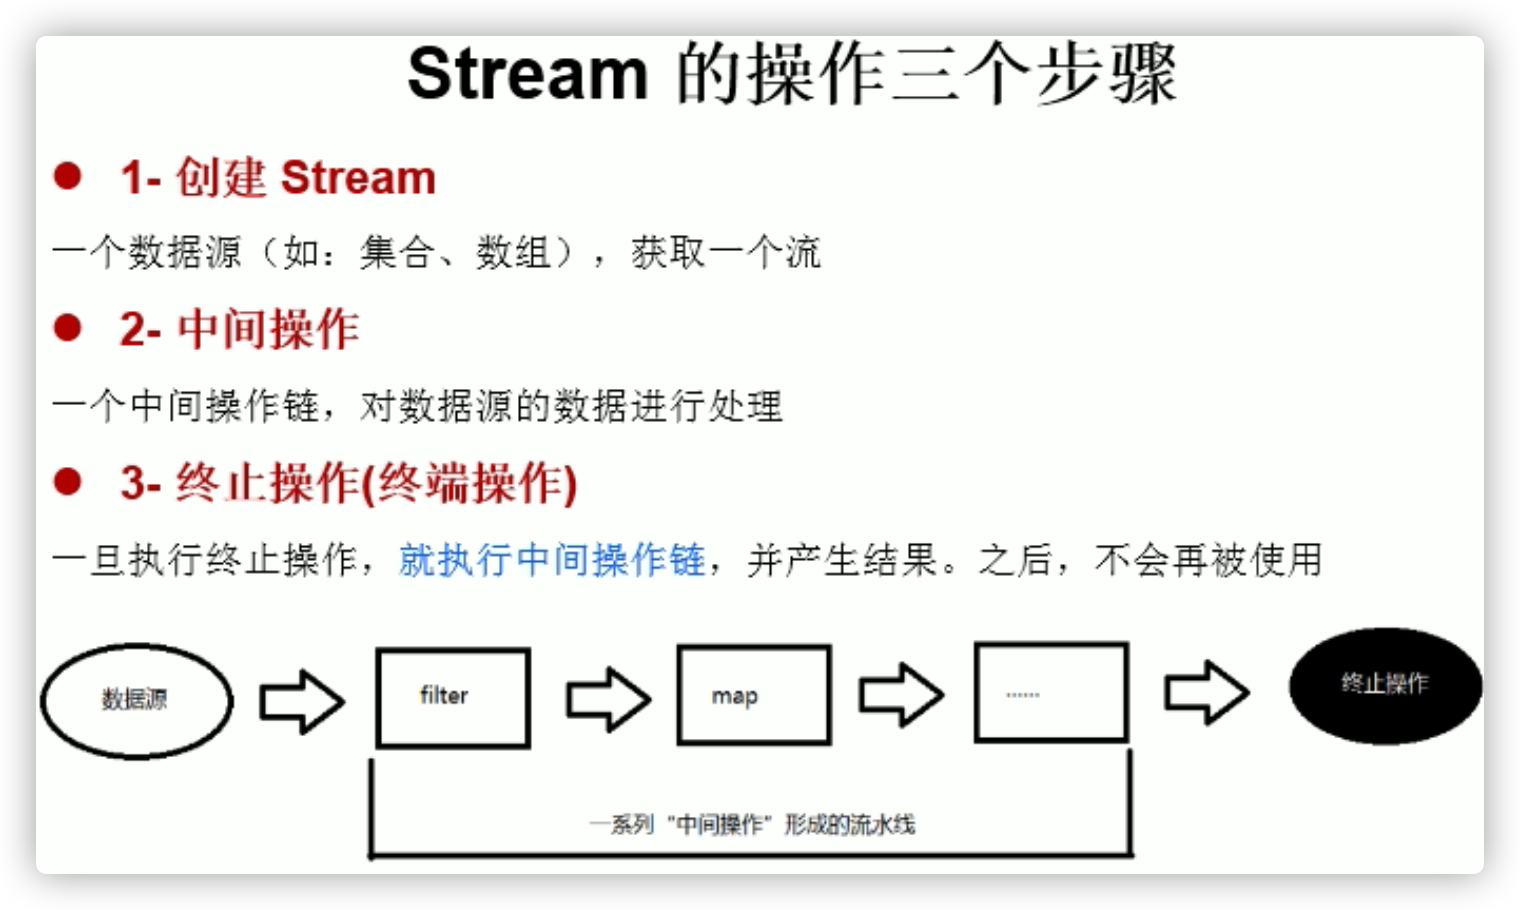 Stream 的操作三个步骤
● 1- 创建 Stream
一个数据源（如：集合、数组），获取一个流
● 2- 中间操作
一个中间操作链，对数据源的数据进行处理
● 3- 终止操作(终端操作)
一旦执行终止操作，就执行中间操作链，并产生结果。之后，不会再被使用
数据源
filter
map
......
终止操作
一系列 "中间操作" 形成的流水线